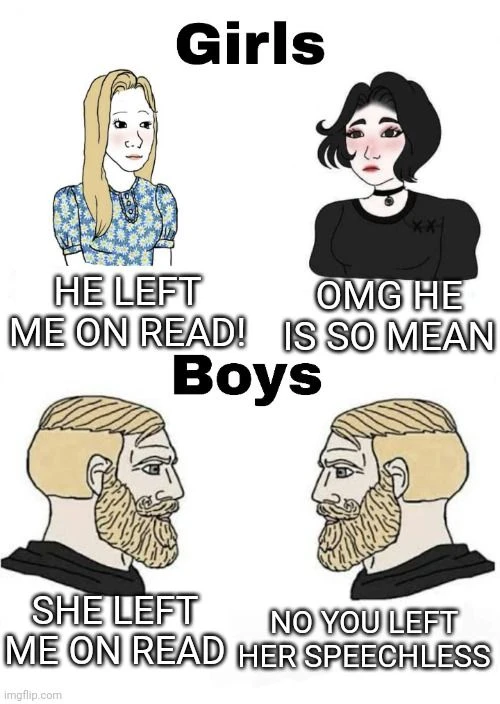 Girls
HE LEFT
ME ON READ!
OMG HE
IS SO MEAN
Boys
SHE LEFT
ME ON READ
NO YOU LEFT
HER SPEECHLESS
imgflip.com